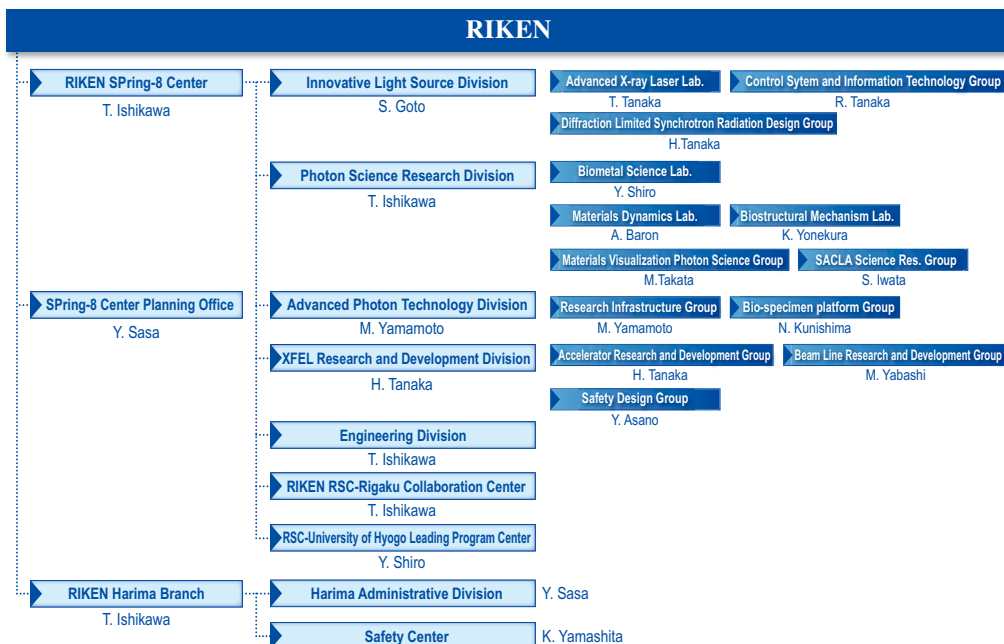 RIKEN
RIKEN SPring-8 Center
T. Ishikawa
Innovative Light Source Division
S. Goto
Advanced X-ray Laser Lab.
T. Tanaka
Control Sytem and Information Technology Group
R. Tanaka
Diffraction Limited Synchrotron Radiation Design Group
H.Tanaka
Photon Science Research Division
T. Ishikawa
Biometal Science Lab.
Y. Shiro
Materials Dynamics Lab.
A. Baron
Biostructural Mechanism Lab.
K. Yonekura
Materials Visualization Photon Science Group
M.Takata
SACLA Science Res. Group
S. Iwata
SPring-8 Center Planning Office
Y. Sasa
Advanced Photon Technology Division
M. Yamamoto
Research Infrastructure Group
M. Yamamoto
Bio-specimen platform Group
N. Kunishima
XFEL Research and Development Division
H. Tanaka
Accelerator Research and Development Group
H. Tanaka
Beam Line Research and Development Group
M. Yabashi
Safety Design Group
Y. Asano
Engineering Division
T. Ishikawa
RIKEN RSC-Rigaku Collaboration Center
T. Ishikawa
RSC-University of Hyogo Leading Program Center
Y. Shiro
RIKEN Harima Branch
T. Ishikawa
Harima Administrative Division
Y. Sasa
Safety Center
K. Yamashita